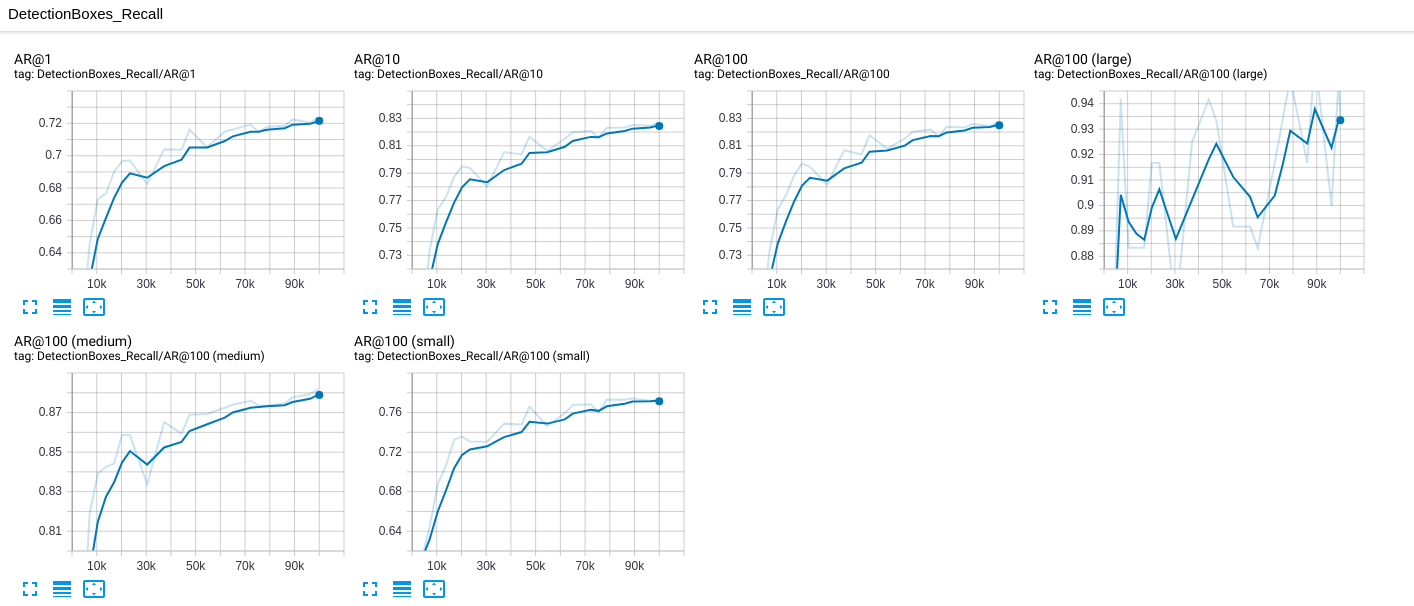 DetectionBoxes_Recall
AR@1
tag: DetectionBoxes_Recall/AR@1
0.72
0.7
0.68
0.66
0.64
10k 30k 50k 70k 90k
AR@10
tag: DetectionBoxes_Recall/AR@10
0.83
0.81
0.79
0.77
0.75
0.73
10k 30k 50k 70k 90k
AR@100
tag: DetectionBoxes_Recall/AR@100
0.83
0.81
0.79
0.77
0.75
0.73
10k 30k 50k 70k 90k
AR@100 (large)
tag: DetectionBoxes_Recall/AR@100 (large)
0.94
0.93
0.92
0.91
0.9
0.89
0.88
10k 30k 50k 70k 90k
AR@100 (medium)
tag: DetectionBoxes_Recall/AR@100 (medium)
0.87
0.85
0.83
0.81
10k 30k 50k 70k 90k
AR@100 (small)
tag: DetectionBoxes_Recall/AR@100 (small)
0.76
0.72
0.68
0.64
10k 30k 50k 70k 90k